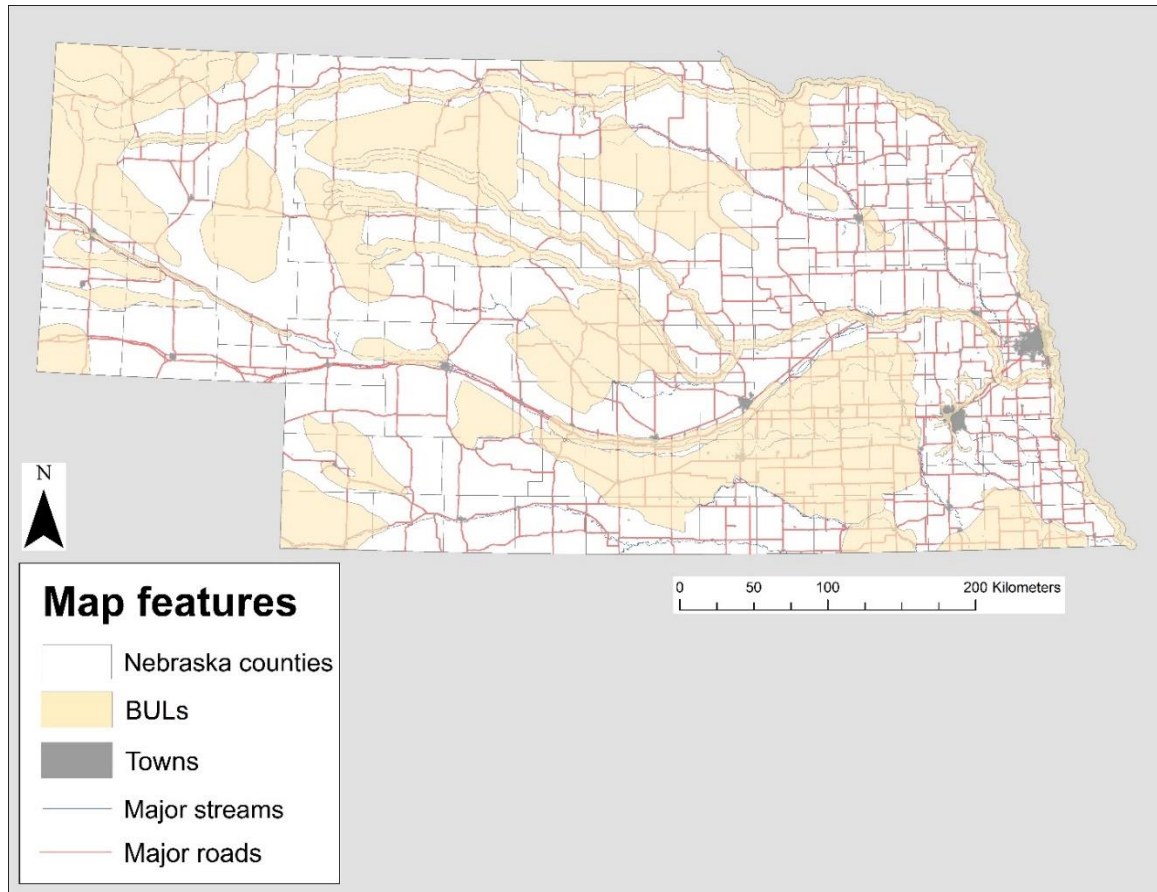 N
0 50 100 200 Kilometers
Map features
Nebraska counties
BULs
Towns
Major streams
Major roads